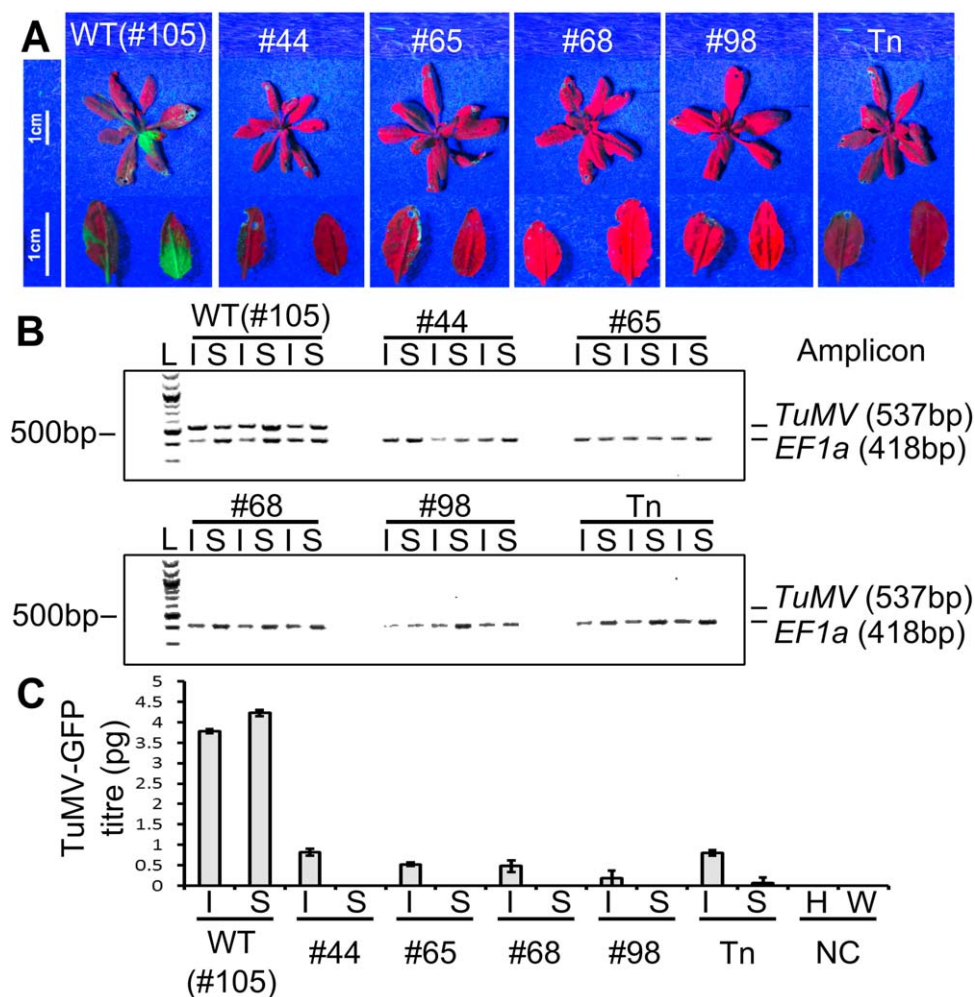 A WT(#105) #44 #65 #68 #98 Tn
1cm
1cm
B WT(#105) #44 #65 Amplicon
L I S I S I S I S I S I S I S I S I S
500bp– – TuMV (537bp)
– EF1a (418bp)
#68 #98 Tn
L I S I S I S I S I S I S I S I S I S
500bp– – TuMV (537bp)
– EF1a (418bp)
C
TuMV-GFP
titre (pg)
5
4.5
4
3.5
3
2.5
2
1.5
1
0.5
0
I S I S I S I S I S I S H W
WT
(#105) #44 #65 #68 #98 Tn NC